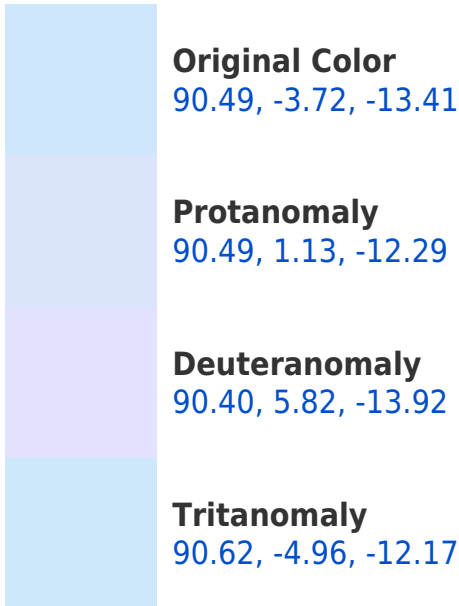 Original Color
90.49, -3.72, -13.41
Protanomaly
90.49, 1.13, -12.29
Deuteranomaly
90.40, 5.82, -13.92
Tritanomaly
90.62, -4.96, -12.17